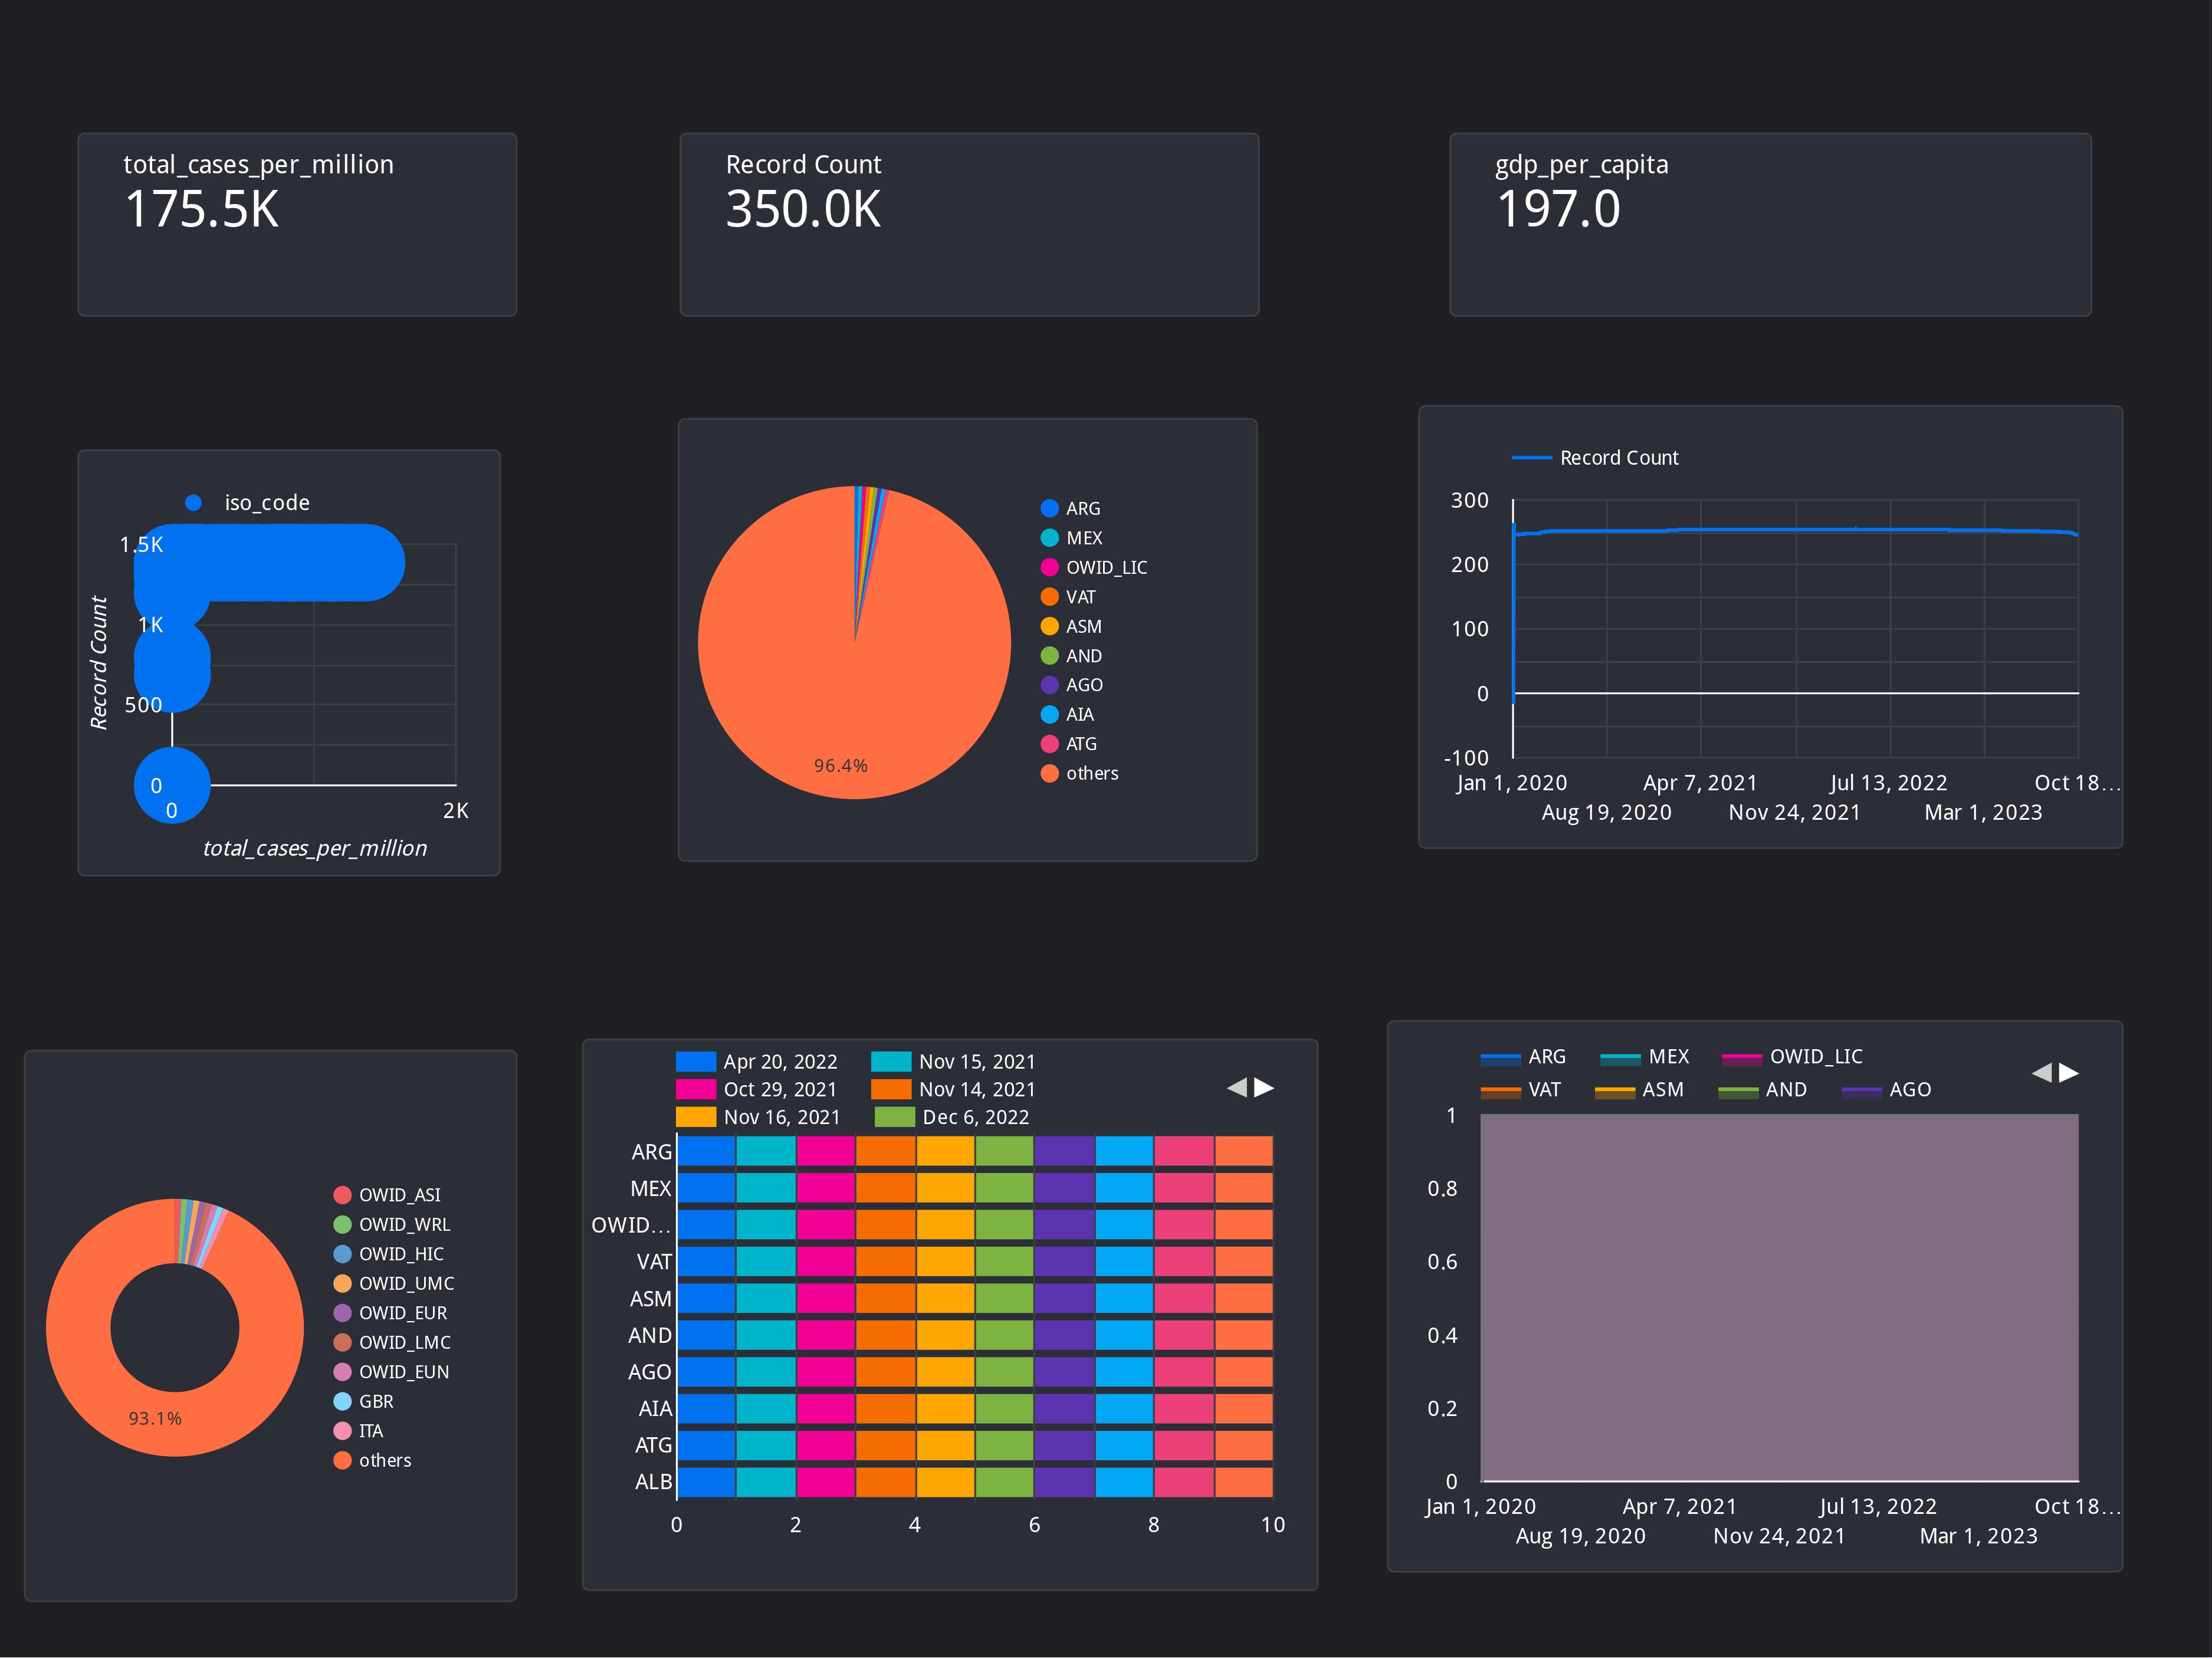 total_cases_per_million
175.5K
Record Count
350.0K
gdp_per_capita
197.0
iso_code
1.5K
1K
500
0
0
2K
Record Count
total_cases_per_million
ARG
MEX
OWID_LIC
VAT
ASM
AND
AGO
AIA
ATG
others
96.4%
Record Count
300
200
100
0
-100
Jan 1, 2020 Apr 7, 2021 Jul 13, 2022 Oct 18...
Aug 19, 2020 Nov 24, 2021 Mar 1, 2023
OWID_ASI
OWID_WRL
OWID_HIC
OWID_UMC
OWID_EUR
OWID_LMC
OWID_EUN
GBR
ITA
others
93.1%
Apr 20, 2022 Nov 15, 2021
Oct 29, 2021 Nov 14, 2021
Nov 16, 2021 Dec 6, 2022
ARG
MEX
OWID...
VAT
ASM
AND
AGO
AIA
ATG
ALB
0 2 4 6 8 10
ARG MEX OWID_LIC
VAT ASM AND AGO
1
0.8
0.6
0.4
0.2
0
Jan 1, 2020 Apr 7, 2021 Jul 13, 2022 Oct 18...
Aug 19, 2020 Nov 24, 2021 Mar 1, 2023